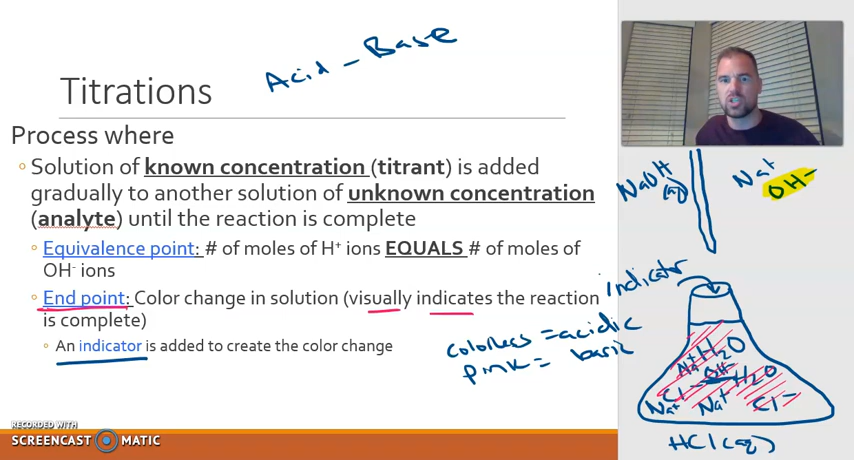 Acid - Base
Titrations
Process where
Solution of known concentration (titrant) is added
gradually to another solution of unknown concentration
(analyte) until the reaction is complete
Equivalence point: # of moles of H⁺ ions EQUALS # of moles of
OH⁻ ions
End point: Color change in solution (visually indicates the reaction
is complete)
An indicator is added to create the color change
colorless = acidic
pink = basic
NaOH
(aq)
Na⁺
OH⁻
indicator
Na⁺ H₂O
Cl⁻ OH⁻ H₂O
Na⁺ Na⁺ Cl⁻
HCl (aq)
RECORDED WITH
SCREENCAST MATIC